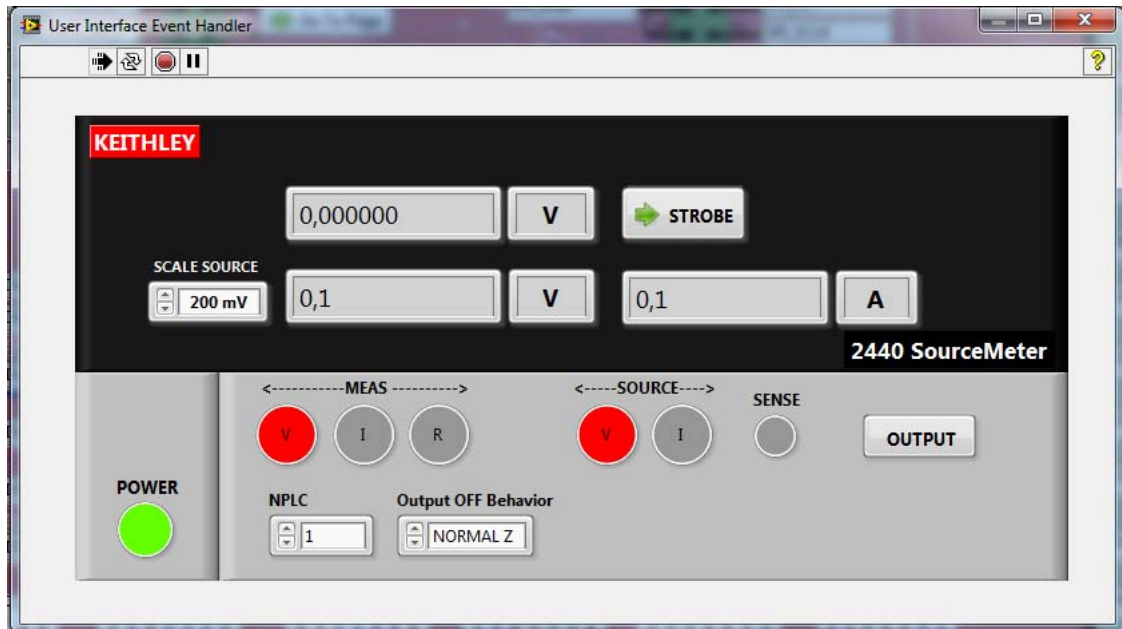 User Interface Event Handler
KEITHLEY
0,000000 V STROBE
SCALE SOURCE
200 mV 0,1 V 0,1 A
2440 SourceMeter
<-----------MEAS ---------->
<-----SOURCE---->
SENSE
V I R V I
OUTPUT
POWER
NPLC Output OFF Behavior
1 NORMAL Z